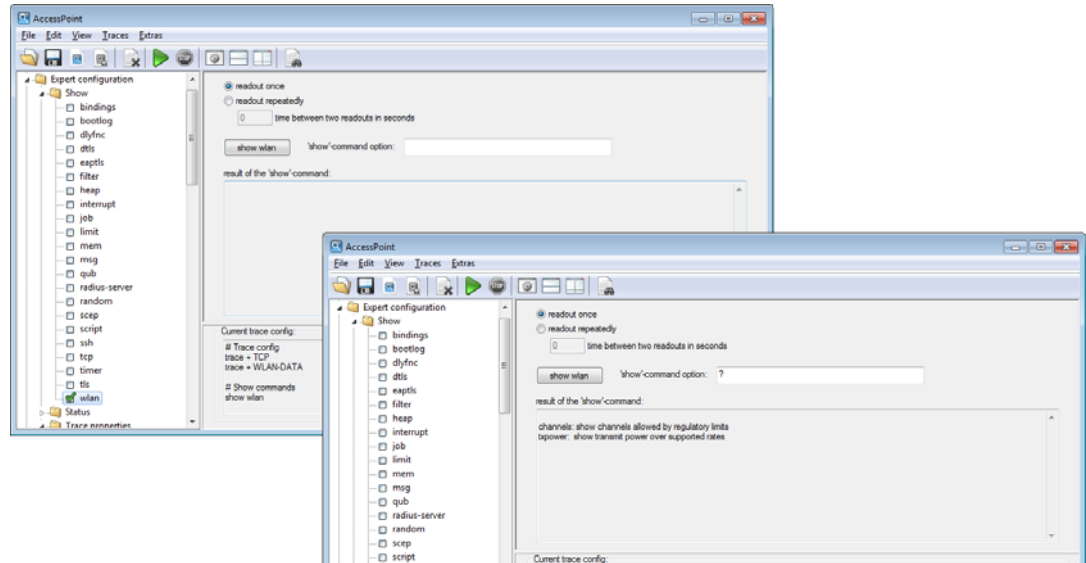 AccessPoint
File Edit View Traces Extras
Expert configuration
Show
bindings
bootlog
dlyfnc
dtls
eaptls
filter
heap
interrupt
job
limit
mem
msg
qub
radius-server
random
scep
script
ssh
tcp
timer
tls
wlan
Status
Trace properties
readout once
readout repeatedly
0 time between two readouts in seconds
show wlan 'show'-command option:
result of the 'show'-command:
Current trace config:
# Trace config
trace + TCP
trace + WLAN-DATA
# Show commands
show wlan
AccessPoint
File Edit View Traces Extras
Expert configuration
Show
bindings
bootlog
dlyfnc
dtls
eaptls
filter
heap
interrupt
job
limit
mem
msg
qub
radius-server
random
scep
script
readout once
readout repeatedly
0 time between two readouts in seconds
show wlan 'show'-command option: ?
result of the 'show'-command:
channels: show channels allowed by regulatory limits
txpower: show transmit power over supported rates
Current trace config: